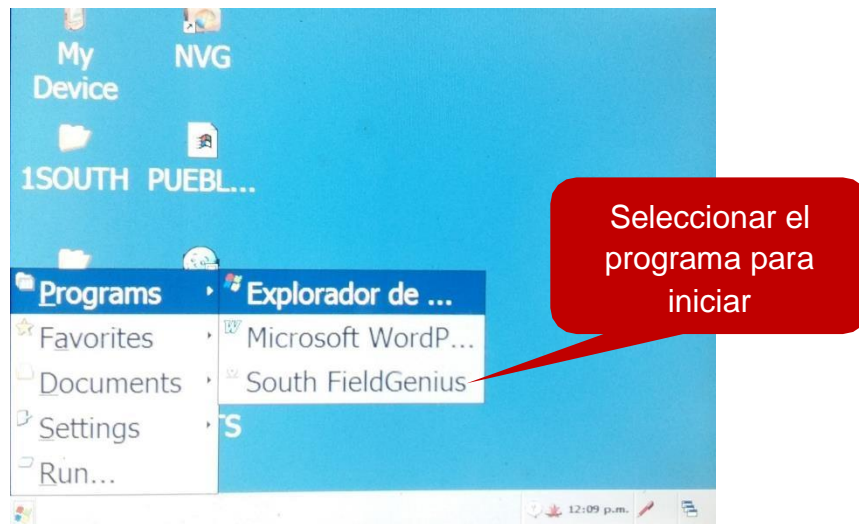 My
Device
NVG
1SOUTH
PUEBL...
Seleccionar el
programa para
iniciar
Programs
Favorites
Documents
Settings
Run...
Explorador de ...
Microsoft WordP...
South FieldGenius
TS
12:09 p.m.